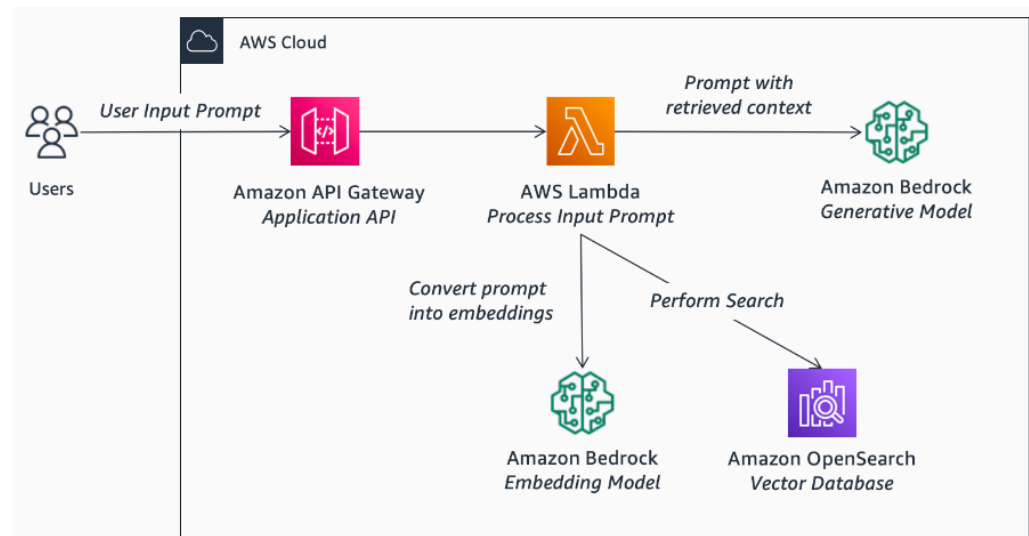 AWS Cloud
User Input Prompt
Prompt with
retrieved context
Users
Amazon API Gateway
Application API
AWS Lambda
Process Input Prompt
Amazon Bedrock
Generative Model
Convert prompt
into embeddings
Perform Search
Amazon Bedrock
Embedding Model
Amazon OpenSearch
Vector Database